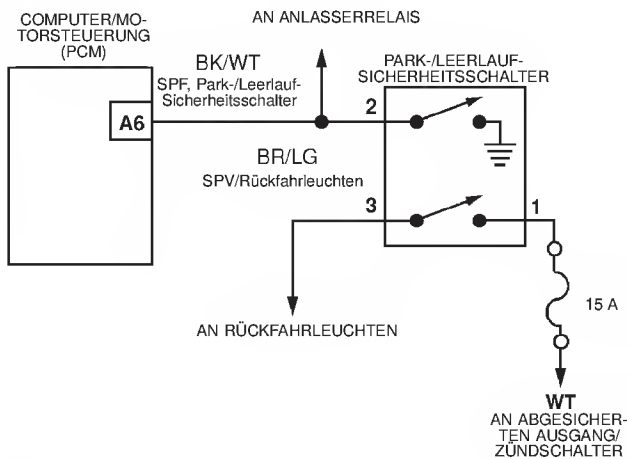 COMPUTER/MO-
TORSTEUERUNG
(PCM)
AN ANLASSERRELAIS
BK/WT
SPF, Park-/Leerlauf-
Sicherheitsschalter
PARK-/LEERLAUF-
SICHERHEITSSCHALTER
A6
2
BR/LG
SPV/Rückfahrleuchten
3
1
15 A
AN RÜCKFAHRLEUCHTEN
WT
AN ABGESICHER-
TEN AUSGANG/
ZÜNDSCHALTER